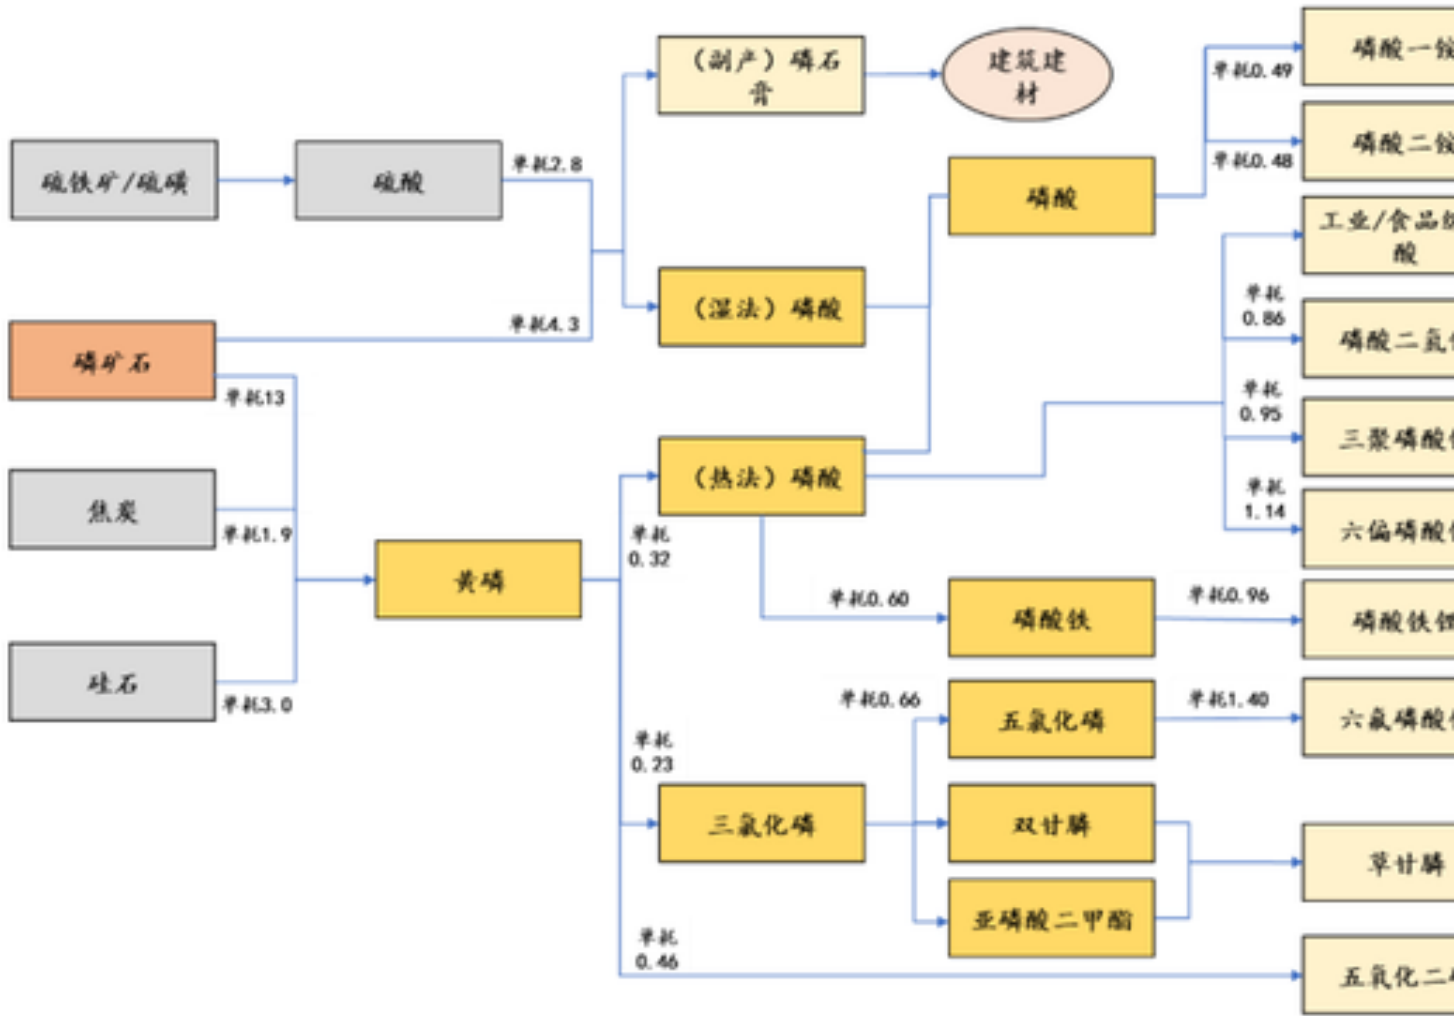 （副产）磷石
膏
建筑建
材
磷酸一铵
单耗0.49
硫铁矿/硫磺
硫酸
单耗2.8
磷酸
磷酸二铵
单耗0.48
工业/食品级
酸
（湿法）磷酸
单耗4.3
磷矿石
单耗13
单耗
0.86
磷酸二氢
单耗
0.95
三聚磷酸
焦炭
单耗1.9
（热法）磷酸
单耗
1.14
六偏磷酸
黄磷
单耗
0.32
单耗0.60
磷酸铁
单耗0.96
磷酸铁锂
硅石
单耗3.0
单耗0.66
五氯化磷
单耗1.40
六氟磷酸
单耗
0.23
三氯化磷
双甘膦
亚磷酸二甲酯
草甘膦
单耗
0.46
五氧化二